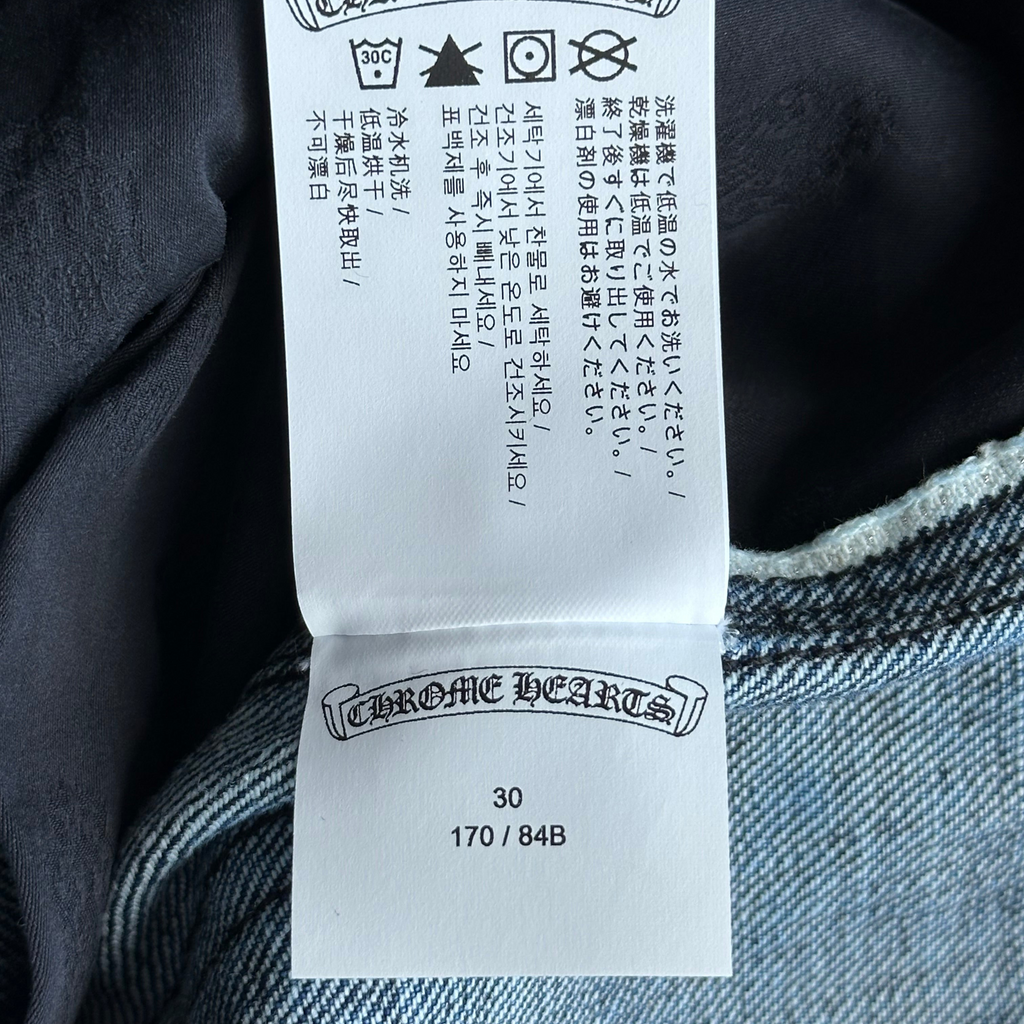 CHROME HEARTS
30C
洗濯機で低温の水でお洗いください。/
乾燥機は低温でご使用ください。/
終了後すぐに取り出してください。/
漂白剤の使用はお避けください。
세탁기에서 찬물로 세탁하세요 /
건조기에서 낮은 온도로 건조시키세요 /
건조 후 즉시 빼내세요 /
표백제를 사용하지 마세요
冷水机洗 /
低温烘干 /
干燥后尽快取出 /
不可漂白
CHROME HEARTS
30
170 / 84B